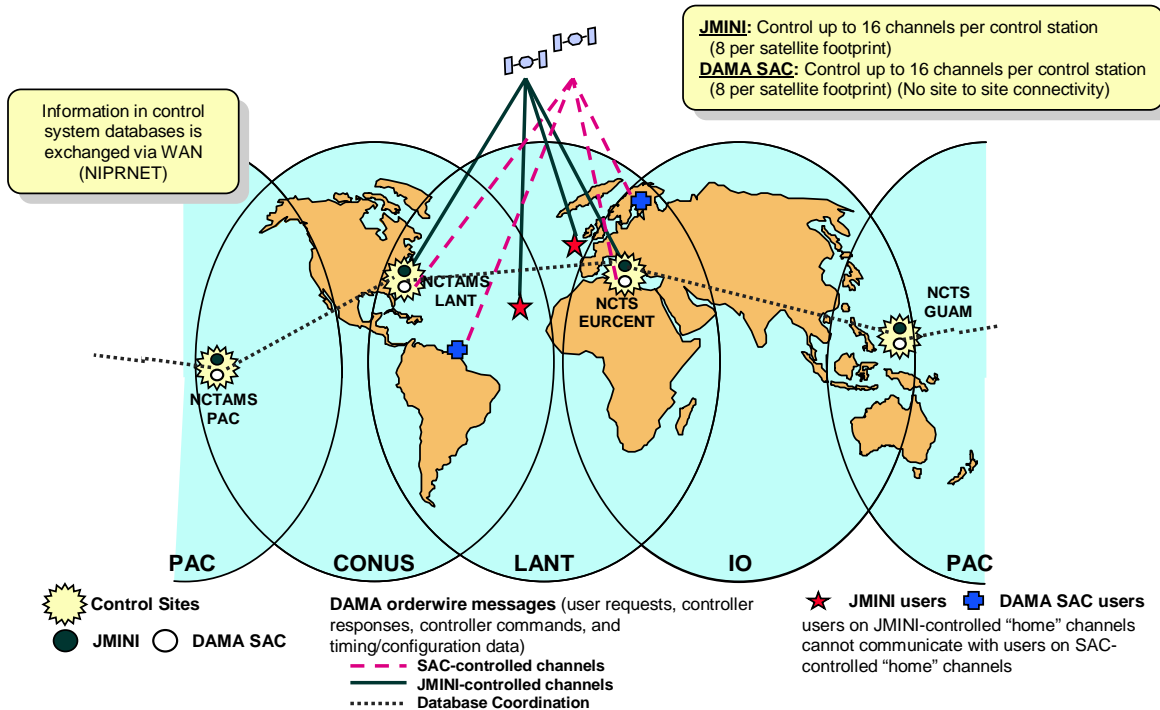 JMINI: Control up to 16 channels per control station
(8 per satellite footprint)
DAMA SAC: Control up to 16 channels per control station
(8 per satellite footprint) (No site to site connectivity)
Information in control
system databases is
exchanged via WAN
(NIPRNET)
NCTAMS
LANT
NCTS
EURCENT
NCTS
GUAM
NCTAMS
PAC
PAC
CONUS
LANT
IO
PAC
Control Sites
JMINI
DAMA SAC
DAMA orderwire messages (user requests, controller
responses, controller commands, and
timing/configuration data)
SAC-controlled channels
JMINI-controlled channels
Database Coordination
JMINI users
DAMA SAC users
users on JMINI-controlled “home” channels
cannot communicate with users on SAC-
controlled “home” channels